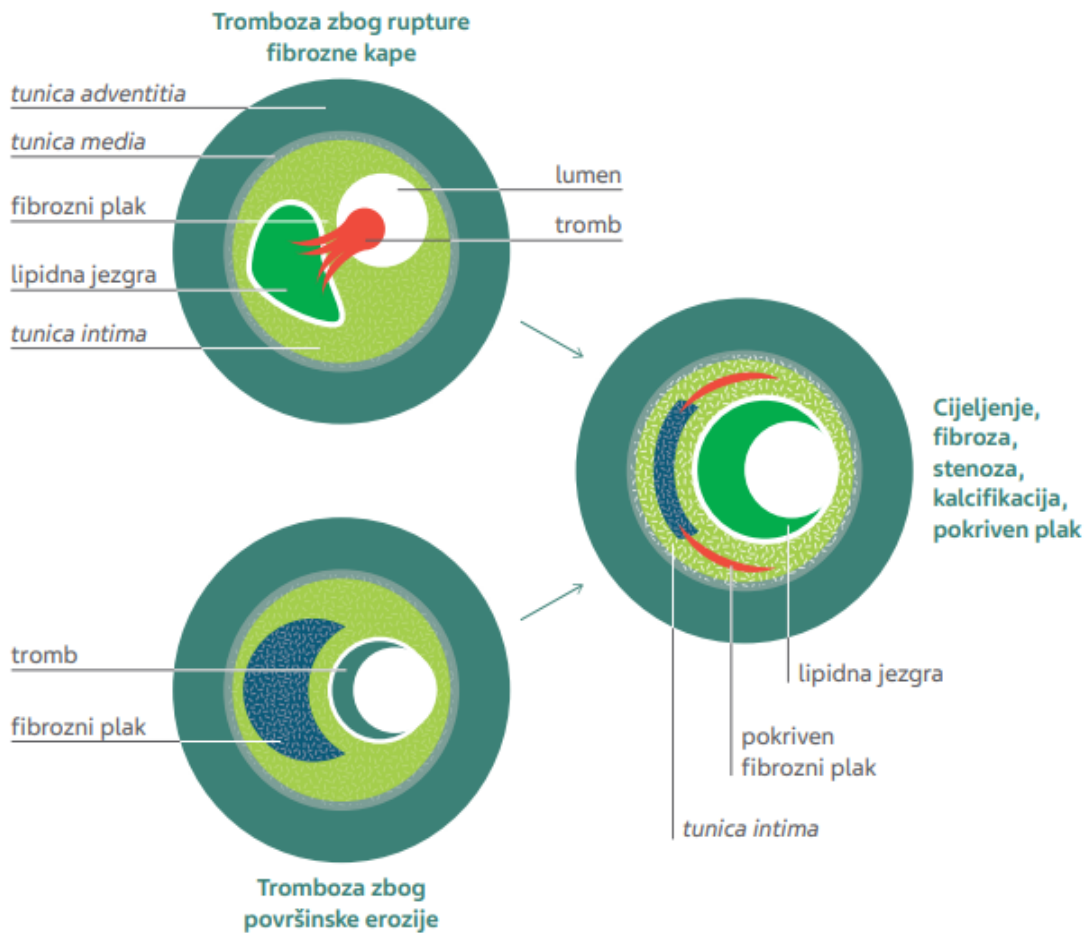 Tromboza zbog rupture
fibrozne kape
tunica adventitia
tunica media
fibrozni plak
lipidna jezgra
tunica intima
lumen
tromb
Cijeljenje,
fibroza,
stenoza,
kalcifikacija,
pokriven plak
tromb
fibrozni plak
lipidna jezgra
pokriven
fibrozni plak
tunica intima
Tromboza zbog
površinske erozije